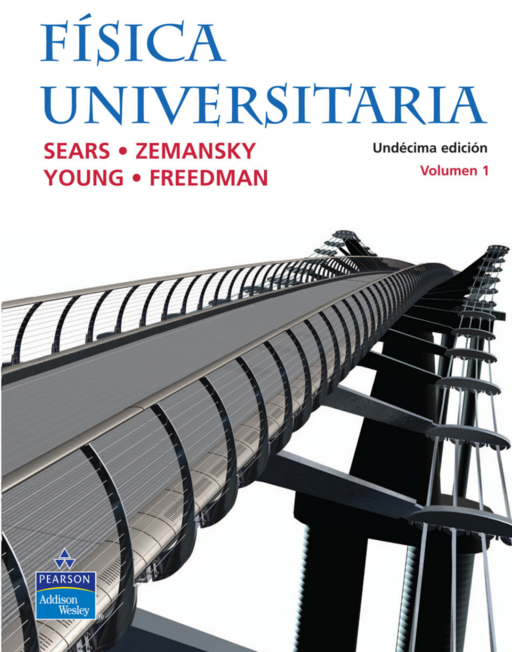 FÍSICA
UNIVERSITARIA
SEARS • ZEMANSKY
YOUNG • FREEDMAN
Undécima edición
Volumen 1
PEARSON
Addison
Wesley